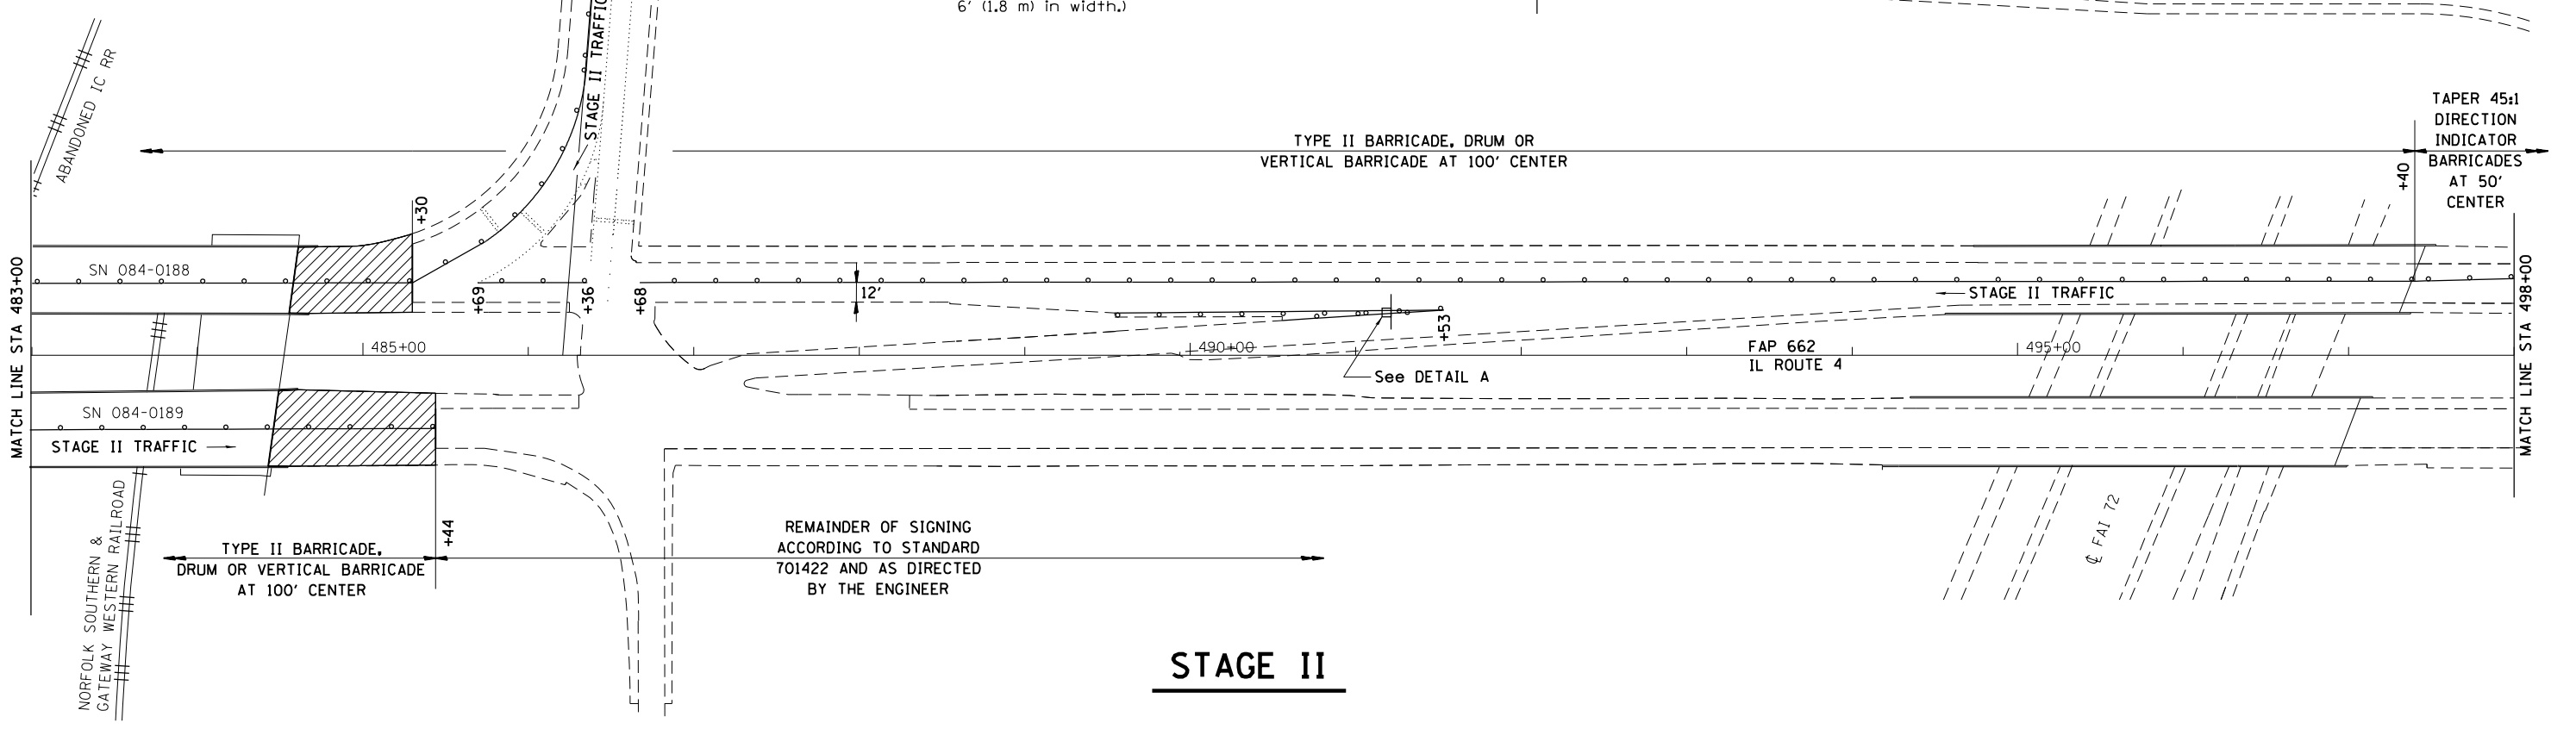 6' (1.8 m) in width.)
STAGE II TRAFFIC
ABANDONED IC RR
TYPE II BARRICADE, DRUM OR
VERTICAL BARRICADE AT 100' CENTER
TAPER 45:1
DIRECTION
INDICATOR
BARRICADES
AT 50'
CENTER
+40
+30
MATCH LINE STA 483+00
SN 084-0188
+69
+36
+68
12'
STAGE II TRAFFIC
MATCH LINE STA 498+00
+53
485+00
490+00
FAP 662
IL ROUTE 4
495+00
See DETAIL A
SN 084-0189
STAGE II TRAFFIC
+44
TYPE II BARRICADE,
DRUM OR VERTICAL BARRICADE
AT 100' CENTER
REMAINDER OF SIGNING
ACCORDING TO STANDARD
701422 AND AS DIRECTED
BY THE ENGINEER
℄ FAI 72
NORFOLK SOUTHERN &
GATEWAY WESTERN RAILROAD
STAGE II